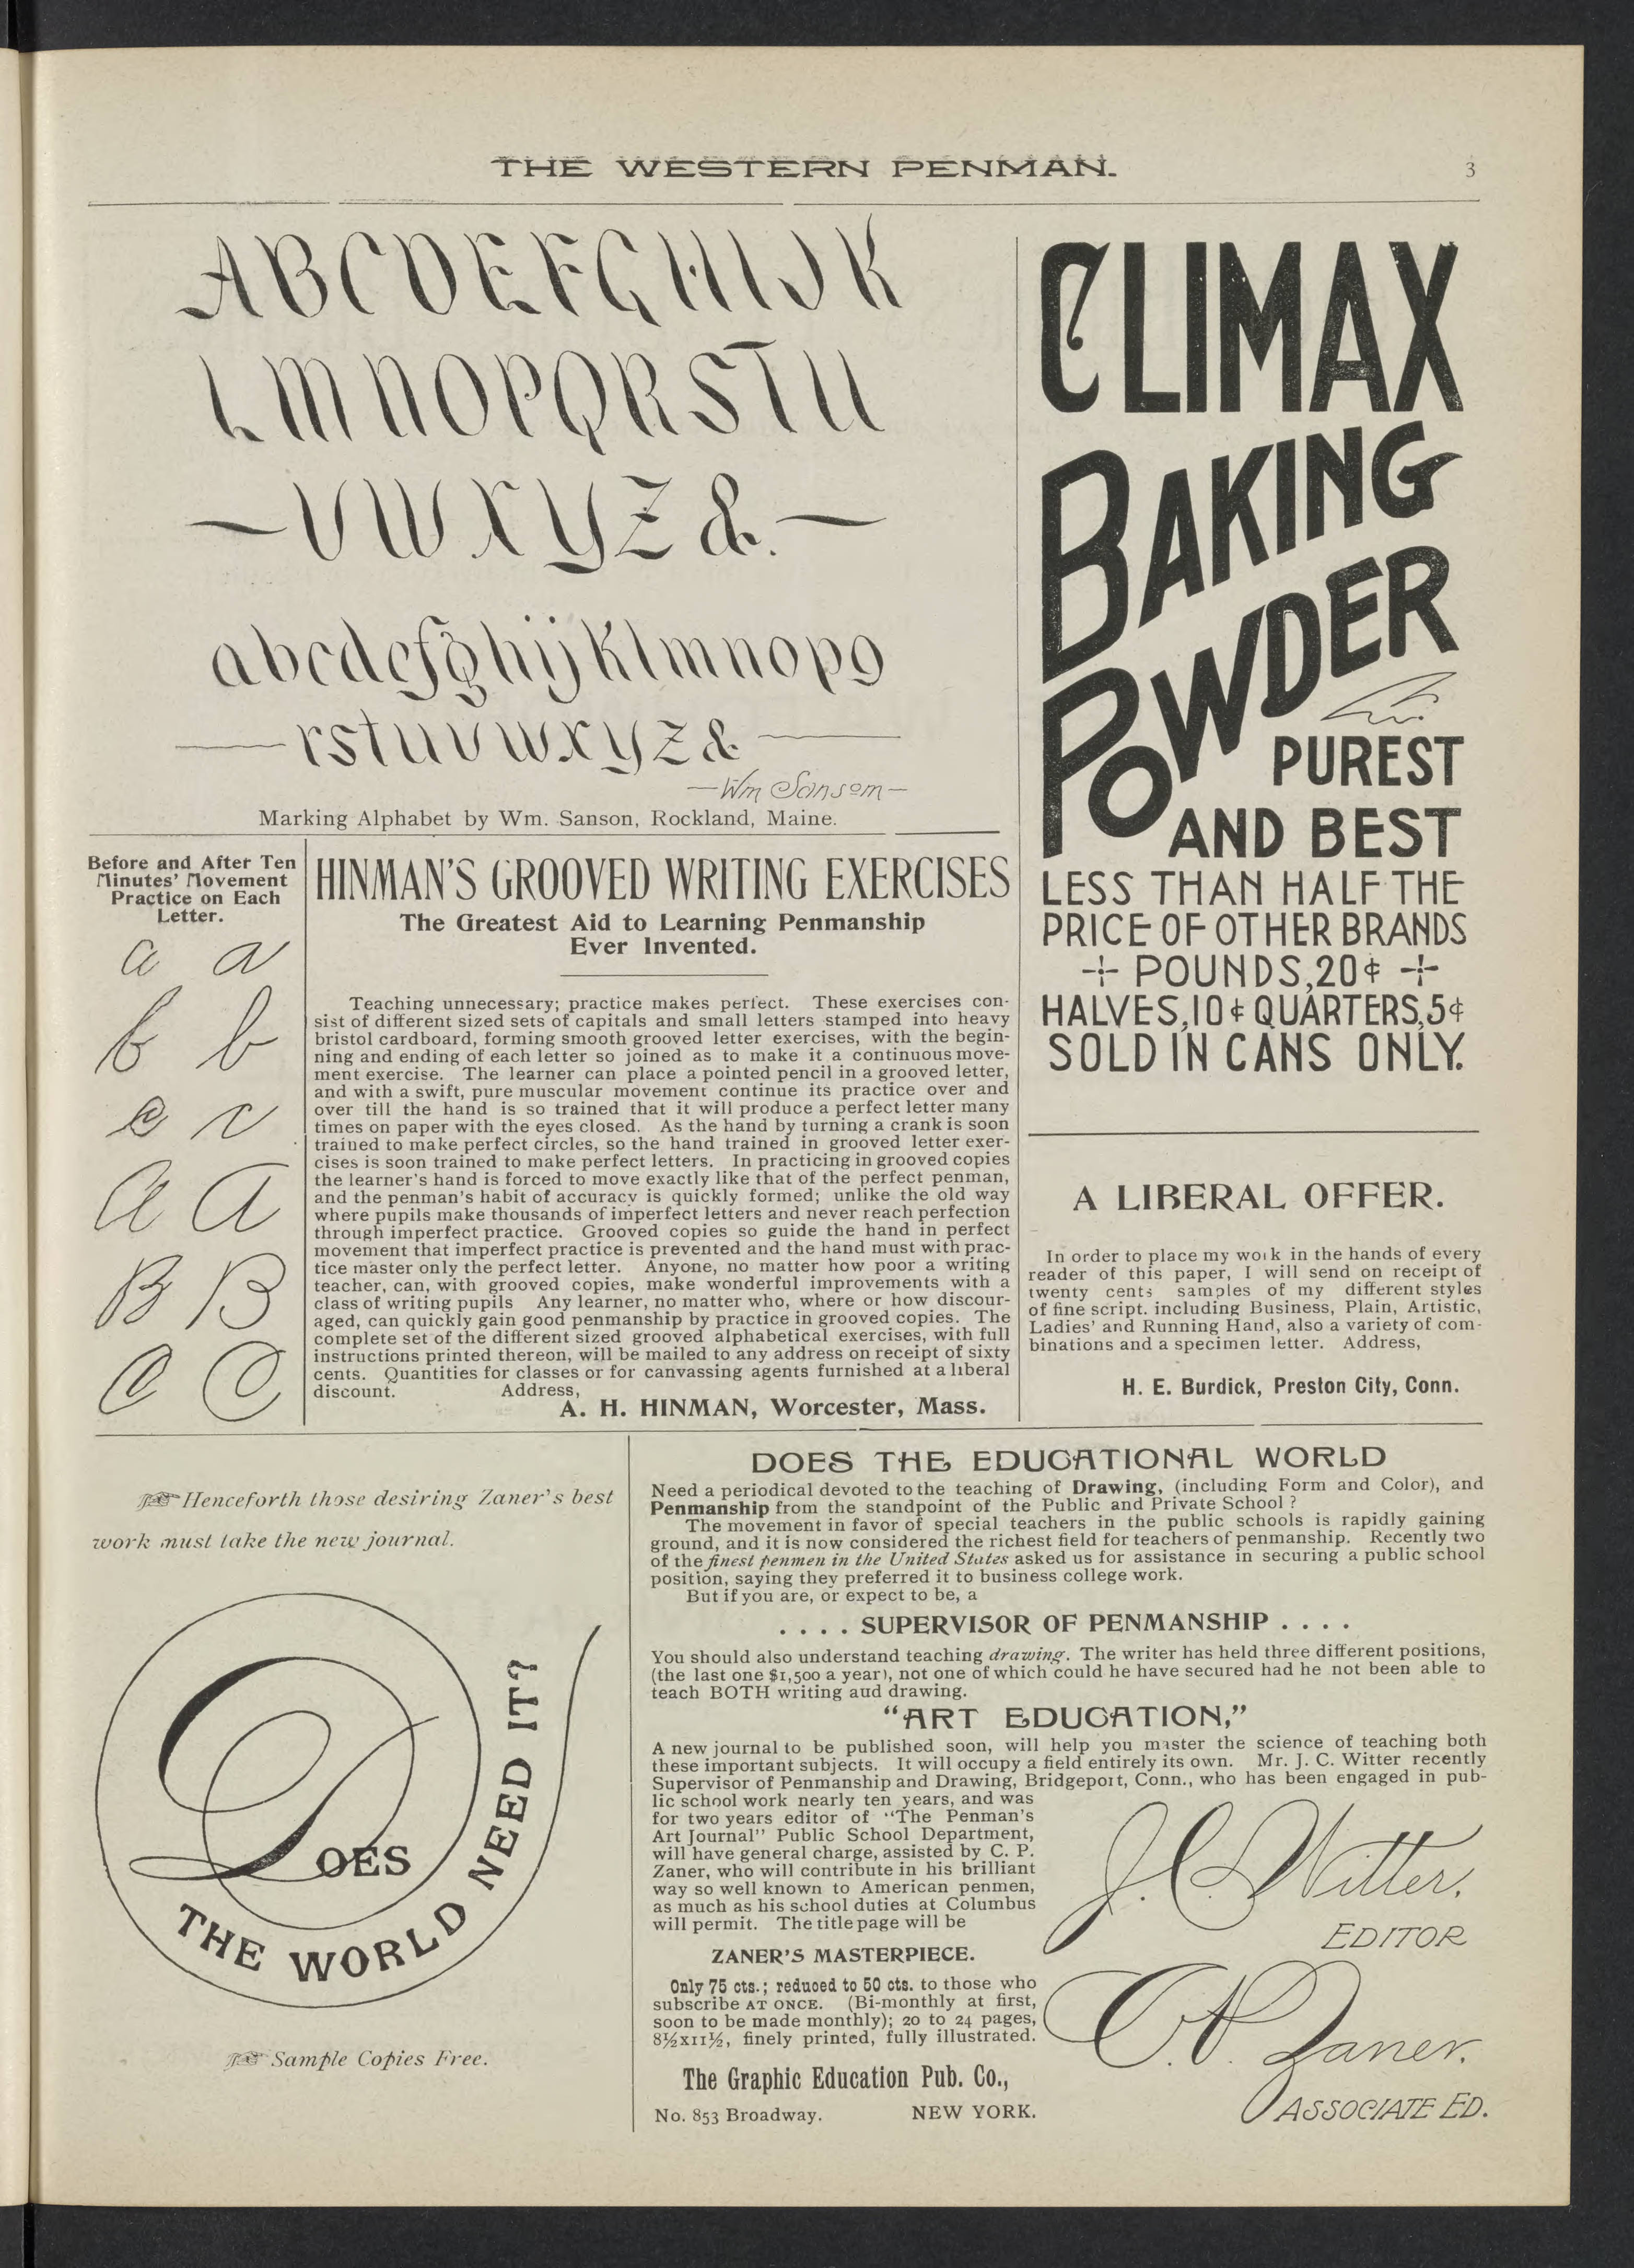 THE WESTERN PENMAN.
3
ABCDEFGHIJK
LMNOPQRSTU
VWXYZ&.
abcdefghijklmnopq
rstuvwxyz&
Wm Sansom
Marking Alphabet by Wm. Sanson, Rockland, Maine.
Before and After Ten
Minutes' Movement
Practice on Each
Letter.
a a
b b
c c
A A
B B
C C
HINMAN'S GROOVED WRITING EXERCISES
The Greatest Aid to Learning Penmanship
Ever Invented.
Teaching unnecessary; practice makes perfect. These exercises con-
sist of different sized sets of capitals and small letters stamped into heavy
bristol cardboard, forming smooth grooved letter exercises, with the begin-
ning and ending of each letter so joined as to make it a continuous move-
ment exercise. The learner can place a pointed pencil in a grooved letter,
and with a swift, pure muscular movement continue its practice over and
over till the hand is so trained that it will produce a perfect letter many
times on paper with the eyes closed. As the hand by turning a crank is soon
trained to make perfect circles, so the hand trained in grooved letter exer-
cises is soon trained to make perfect letters. In practicing in grooved copies
the learner's hand is forced to move exactly like that of the perfect penman,
and the penman's habit of accuracy is quickly formed; unlike the old way
where pupils make thousands of imperfect letters and never reach perfection
through imperfect practice. Grooved copies so guide the hand in perfect
movement that imperfect practice is prevented and the hand must with prac-
tice master only the perfect letter. Anyone, no matter how poor a writing
teacher, can, with grooved copies, make wonderful improvements with a
class of writing pupils Any learner, no matter who, where or how discour-
aged, can quickly gain good penmanship by practice in grooved copies. The
complete set of the different sized grooved alphabetical exercises, with full
instructions printed thereon, will be mailed to any address on receipt of sixty
cents. Quantities for classes or for canvassing agents furnished at a liberal
discount. Address,
A. H. HINMAN, Worcester, Mass.
CLIMAX
BAKING
POWDER
PUREST
AND BEST
LESS THAN HALF THE
PRICE OF OTHER BRANDS
POUNDS, 20¢
HALVES, 10¢ QUARTERS, 5¢
SOLD IN CANS ONLY.
A LIBERAL OFFER.
In order to place my work in the hands of every
reader of this paper, I will send on receipt of
twenty cents samples of my different styles
of fine script. including Business, Plain, Artistic,
Ladies' and Running Hand, also a variety of com-
binations and a specimen letter. Address,
H. E. Burdick, Preston City, Conn.
Henceforth those desiring Zaner's best
work must take the new journal.
DOES
THE WORLD NEED IT?
Sample Copies Free.
DOES THE EDUCATIONAL WORLD
Need a periodical devoted to the teaching of Drawing, (including Form and Color), and
Penmanship from the standpoint of the Public and Private School ?
The movement in favor of special teachers in the public schools is rapidly gaining
ground, and it is now considered the richest field for teachers of penmanship. Recently two
of the finest penmen in the United States asked us for assistance in securing a public school
position, saying they preferred it to business college work.
But if you are, or expect to be, a
. . . . SUPERVISOR OF PENMANSHIP . . . .
You should also understand teaching drawing. The writer has held three different positions,
(the last one $1,500 a year), not one of which could he have secured had he not been able to
teach BOTH writing aud drawing.
"ART EDUCATION,"
A new journal to be published soon, will help you master the science of teaching both
these important subjects. It will occupy a field entirely its own. Mr. J. C. Witter recently
Supervisor of Penmanship and Drawing, Bridgeport, Conn., who has been engaged in pub-
lic school work nearly ten years, and was
for two years editor of "The Penman's
Art Journal" Public School Department,
will have general charge, assisted by C. P.
Zaner, who will contribute in his brilliant
way so well known to American penmen,
as much as his school duties at Columbus
will permit. The title page will be
ZANER'S MASTERPIECE.
Only 75 cts.; reduced to 50 cts. to those who
subscribe AT ONCE. (Bi-monthly at first,
soon to be made monthly); 20 to 24 pages,
8½x11½, finely printed, fully illustrated.
The Graphic Education Pub. Co.,
No. 853 Broadway. NEW YORK.
J. C. Witter.
EDITOR
C. P. Zaner.
ASSOCIATE ED.